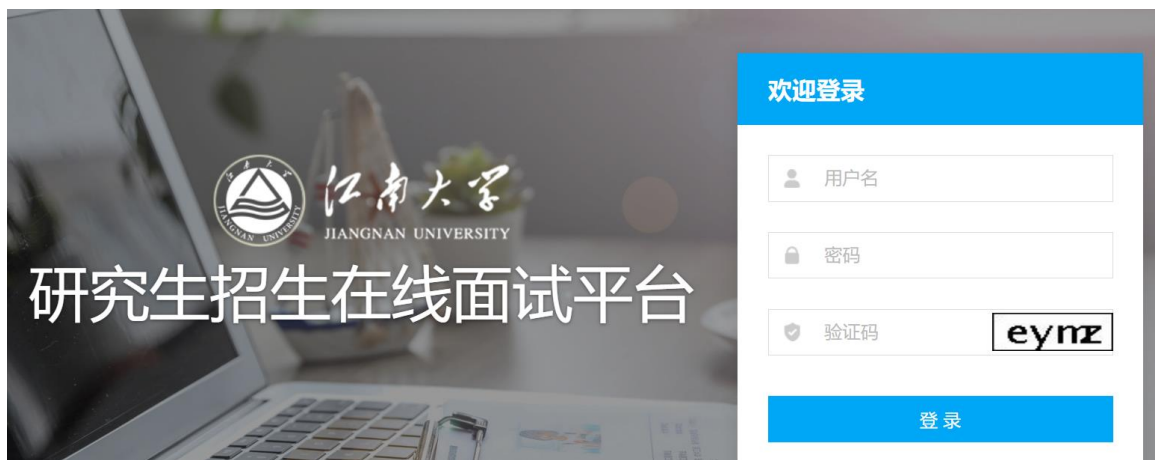 江南大学
JIANGNAN UNIVERSITY
研究生招生在线面试平台
欢迎登录
用户名
密码
验证码
eymz
登录